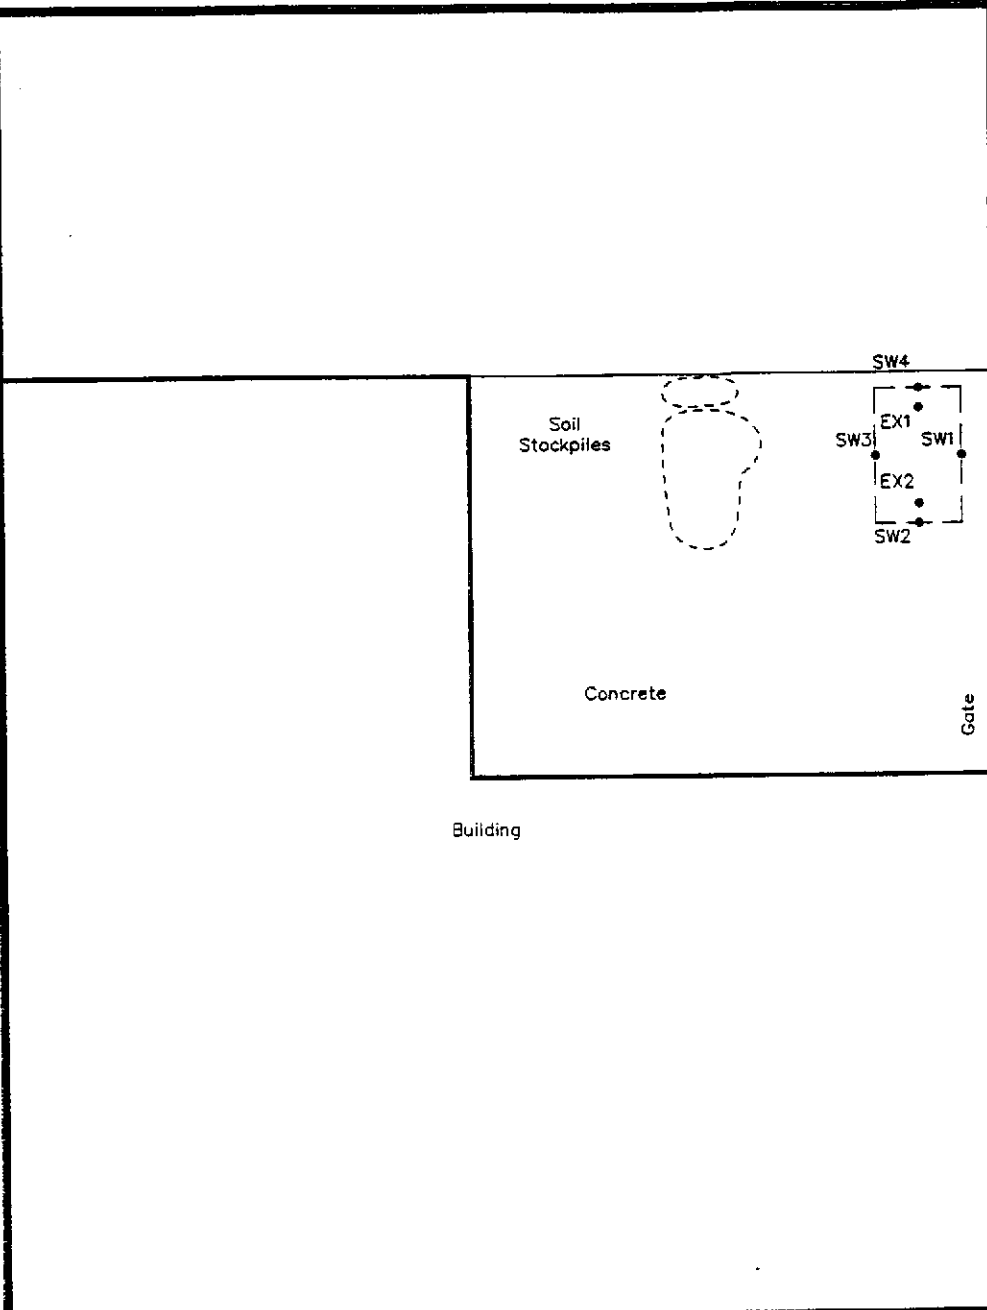 SW4
Soil
Stockpiles
EX1
SW3
SW1
EX2
SW2
Concrete
Gate
Building